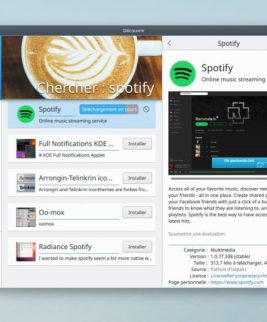 Découvrir
Chercher : spotify
Spotify
Online music streaming service
Téléchargement en cours
Full Notifications KDE
# KDE Full Notifications Applet
Installer
Arrongin-Telinkrin ico
Arrongin and Telinkrin iconthemes are forkes fro
Installer
Oo-mox
oomox
Installer
Radiance Spotify
I wanted to make spotify seem a bit more native w
Installer
Spotify
Online music streaming
Rammstein
Access all of your favorite music, discover new
your friends - all in one place. Create shared
your Facebook friends with just a click of a bu
friends to know what they are listening to, and
playlists. Spotify is the best way to have acces
latest hits.
Soumettre une évaluation
Catégorie : Multimédia
Version : 1.0.77.338 (stable)
Taille : 313,7 Mio à télécharger, 4
Source : flathub (Flatpak)
Licence : LicenseRef-proprietary=
Page personnelle : https://www.spotify.com